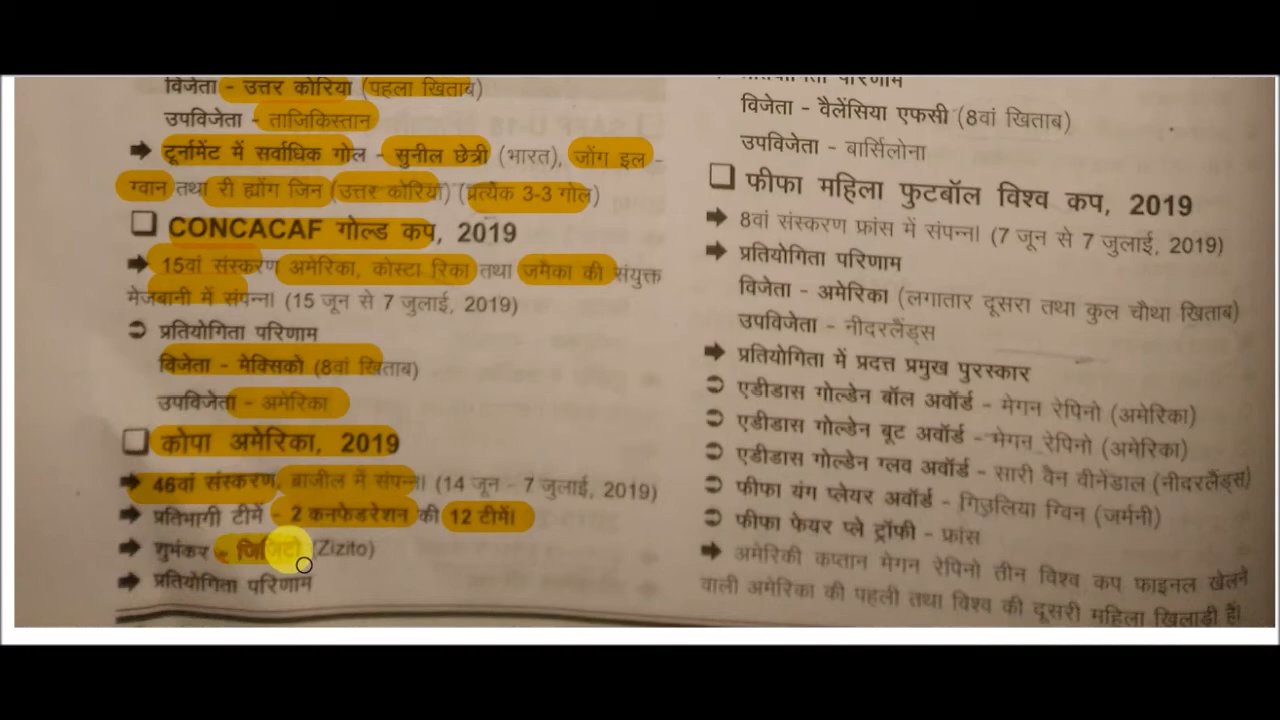 विजेता - उत्तर कोरिया (पहला खिताब)
उपविजेता - ताजिकिस्तान
टूर्नामेंट में सर्वाधिक गोल - सुनील छेत्री (भारत), जोंग इल -
ग्वान तथा री ह्योंग जिन (उत्तर कोरिया) (प्रत्येक 3-3 गोल)
CONCACAF गोल्ड कप, 2019
15वां संस्करण अमेरिका, कोस्टा रिका तथा जमैका की संयुक्त
मेजबानी में संपन्न। (15 जून से 7 जुलाई, 2019)
प्रतियोगिता परिणाम
विजेता - मेक्सिको (8वां खिताब)
उपविजेता - अमेरिका
कोपा अमेरिका, 2019
46वां संस्करण, ब्राजील में संपन्न। (14 जून - 7 जुलाई, 2019)
प्रतिभागी टीमें - 2 कनफेडरेशन की 12 टीमें।
शुभंकर - जिजिटो (Zizito)
प्रतियोगिता परिणाम
प्रतियोगिता परिणाम
विजेता - वैलेंसिया एफसी (8वां खिताब)
उपविजेता - बार्सिलोना
फीफा महिला फुटबॉल विश्व कप, 2019
8वां संस्करण फ्रांस में संपन्न। (7 जून से 7 जुलाई, 2019)
प्रतियोगिता परिणाम
विजेता - अमेरिका (लगातार दूसरा तथा कुल चौथा खिताब)
उपविजेता - नीदरलैंड्स
प्रतियोगिता में प्रदत्त प्रमुख पुरस्कार
एडीडास गोल्डेन बॉल अवॉर्ड - मेगन रेपिनो (अमेरिका)
एडीडास गोल्डेन बूट अवॉर्ड - मेगन रेपिनो (अमेरिका)
एडीडास गोल्डेन ग्लव अवॉर्ड - सारी वैन वीनेंडाल (नीदरलैंड्स)
फीफा यंग प्लेयर अवॉर्ड - गिउलिया ग्विन (जर्मनी)
फीफा फेयर प्ले ट्रॉफी - फ्रांस
अमेरिकी कप्तान मेगन रेपिनो तीन विश्व कप फाइनल खेलने
वाली अमेरिका की पहली तथा विश्व की दूसरी महिला खिलाड़ी हैं।